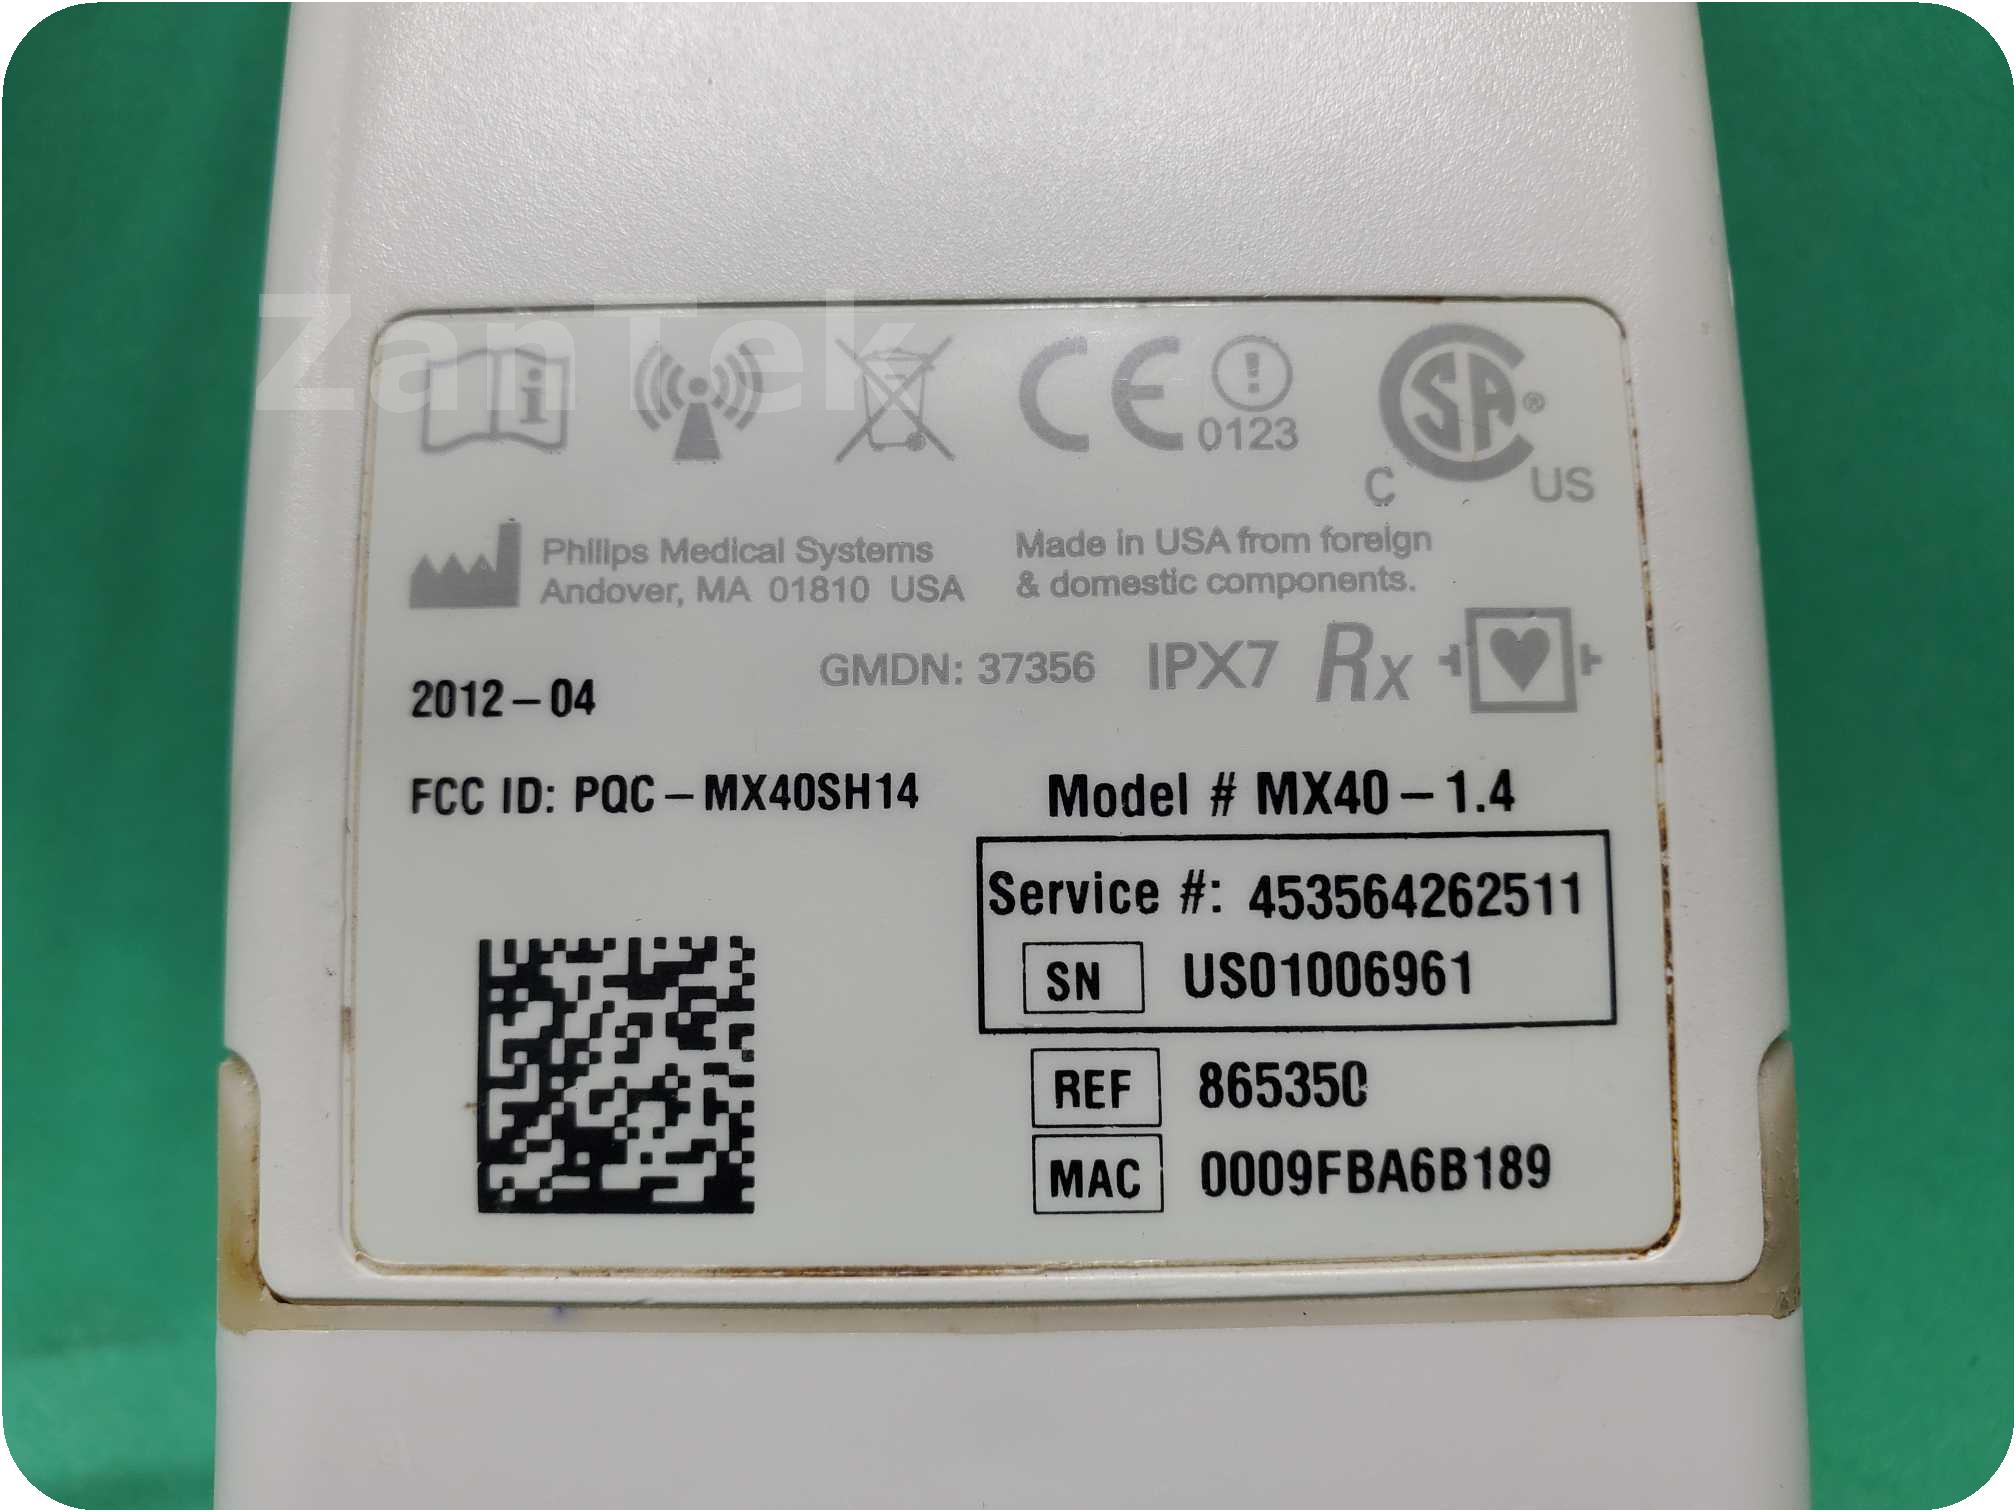 ZanTek
i
CE 0123
CSA®
C US
Philips Medical Systems
Andover, MA 01810 USA
Made in USA from foreign
& domestic components.
2012-04
GMDN: 37356 IPX7 Rx
FCC ID: PQC-MX40SH14
Model # MX40-1.4
Service #: 453564262511
SN US01006961
REF 865350
MAC 0009FBA6B189